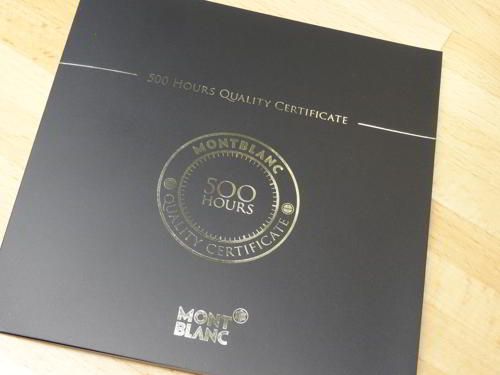 500 Hours Quality Certificate
MONTBLANC
500
HOURS
QUALITY CERTIFICATE
MONT
BLANC